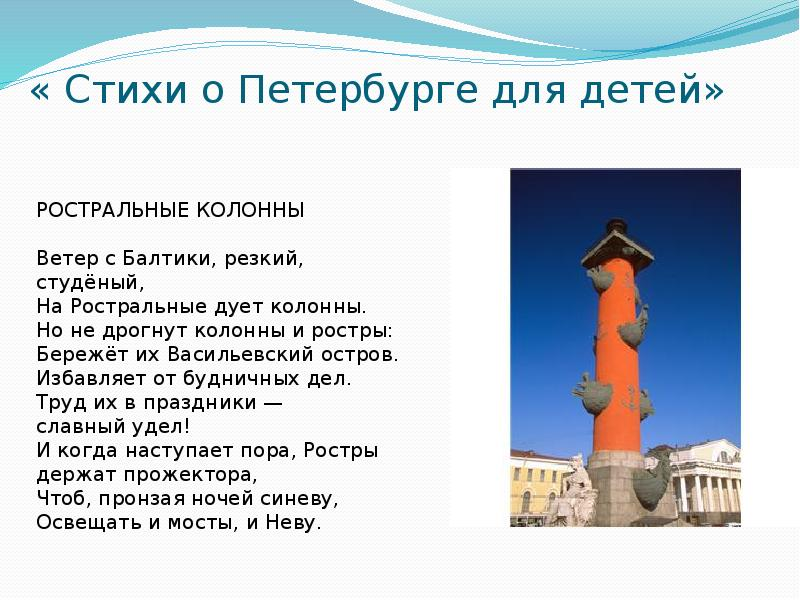 « Стихи о Петербурге для детей»
РОСТРАЛЬНЫЕ КОЛОННЫ
Ветер с Балтики, резкий,
студёный,
На Ростральные дует колонны.
Но не дрогнут колонны и ростры:
Бережёт их Васильевский остров.
Избавляет от будничных дел.
Труд их в праздники —
славный удел!
И когда наступает пора, Ростры
держат прожектора,
Чтоб, пронзая ночей синеву,
Освещать и мосты, и Неву.